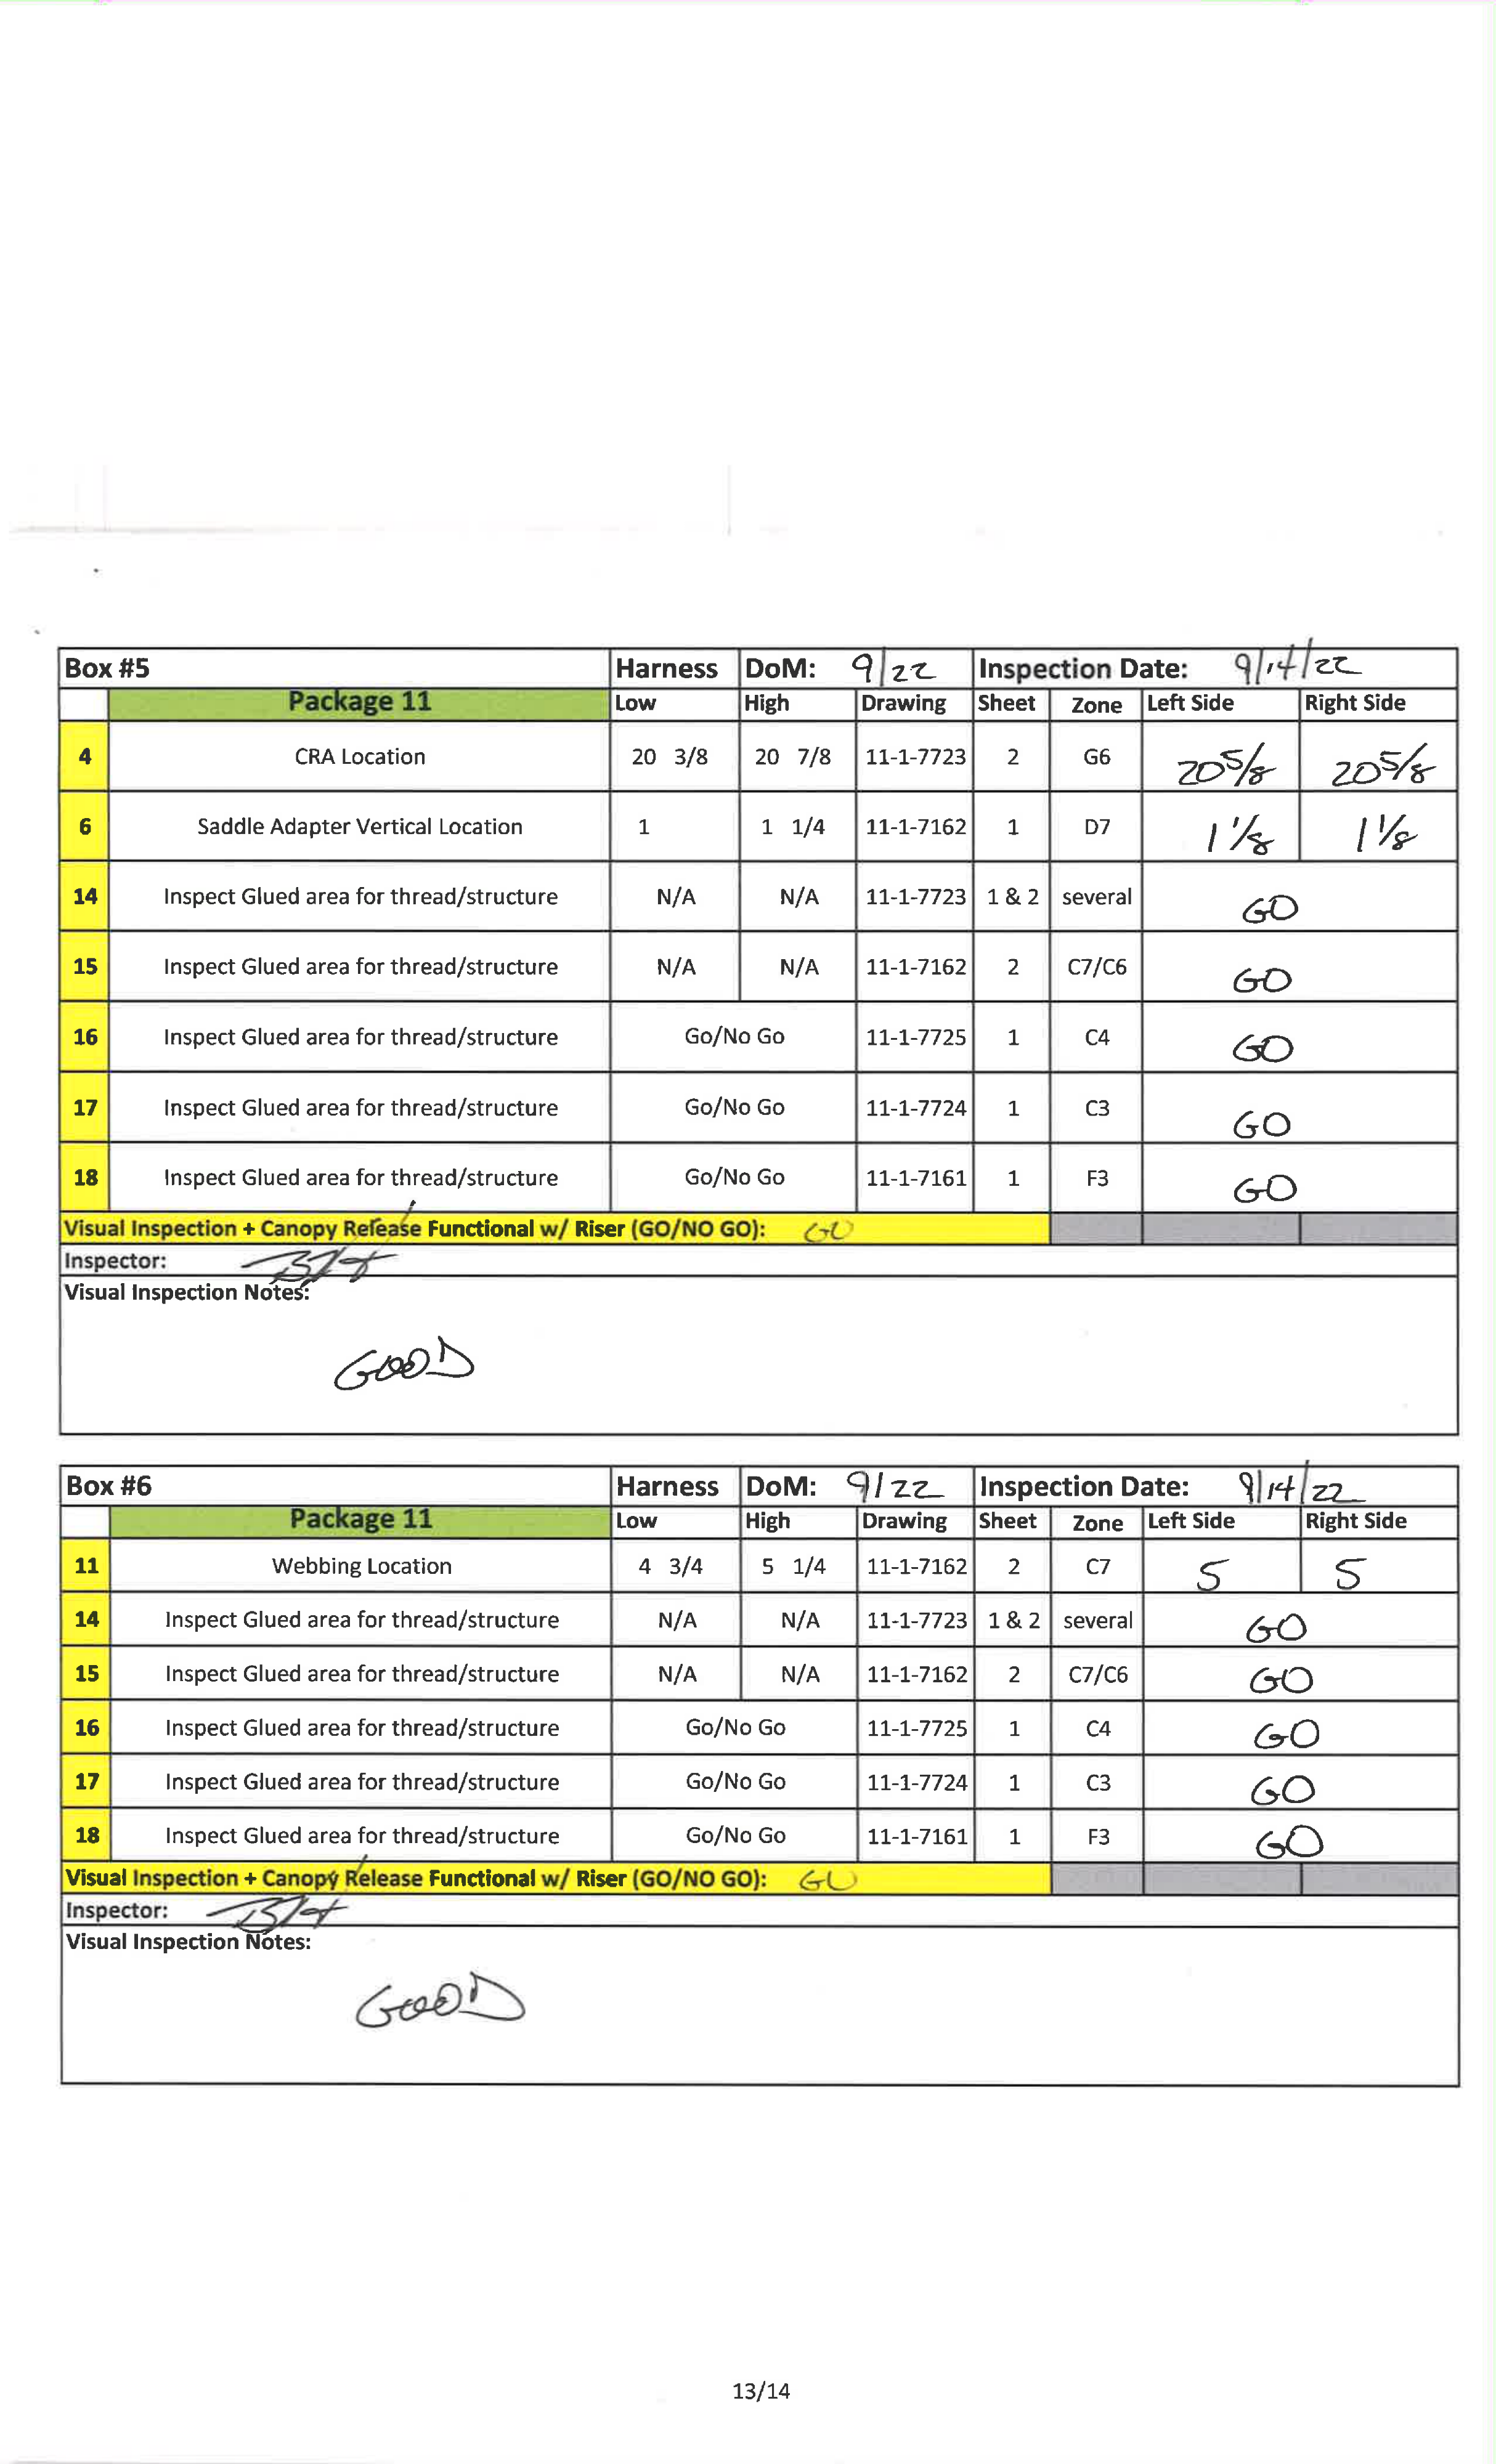 Box #5 Harness DoM: 9/22 Inspection Date: 9/14/22
Package 11 Low High Drawing Sheet Zone Left Side Right Side
4 CRA Location 20 3/8 20 7/8 11-1-7723 2 G6 20 5/8 20 5/8
6 Saddle Adapter Vertical Location 1 1 1/4 11-1-7162 1 D7 1 1/8 1 1/8
14 Inspect Glued area for thread/structure N/A N/A 11-1-7723 1 & 2 several GO
15 Inspect Glued area for thread/structure N/A N/A 11-1-7162 2 C7/C6 GO
16 Inspect Glued area for thread/structure Go/No Go 11-1-7725 1 C4 GO
17 Inspect Glued area for thread/structure Go/No Go 11-1-7724 1 C3 GO
18 Inspect Glued area for thread/structure Go/No Go 11-1-7161 1 F3 GO
Visual Inspection + Canopy Release Functional w/ Riser (GO/NO GO): GO
Inspector:
Visual Inspection Notes:
GOOD
Box #6 Harness DoM: 9/22 Inspection Date: 9/14/22
Package 11 Low High Drawing Sheet Zone Left Side Right Side
11 Webbing Location 4 3/4 5 1/4 11-1-7162 2 C7 5 5
14 Inspect Glued area for thread/structure N/A N/A 11-1-7723 1 & 2 several GO
15 Inspect Glued area for thread/structure N/A N/A 11-1-7162 2 C7/C6 GO
16 Inspect Glued area for thread/structure Go/No Go 11-1-7725 1 C4 GO
17 Inspect Glued area for thread/structure Go/No Go 11-1-7724 1 C3 GO
18 Inspect Glued area for thread/structure Go/No Go 11-1-7161 1 F3 GO
Visual Inspection + Canopy Release Functional w/ Riser (GO/NO GO): GO
Inspector:
Visual Inspection Notes:
GOOD
13/14